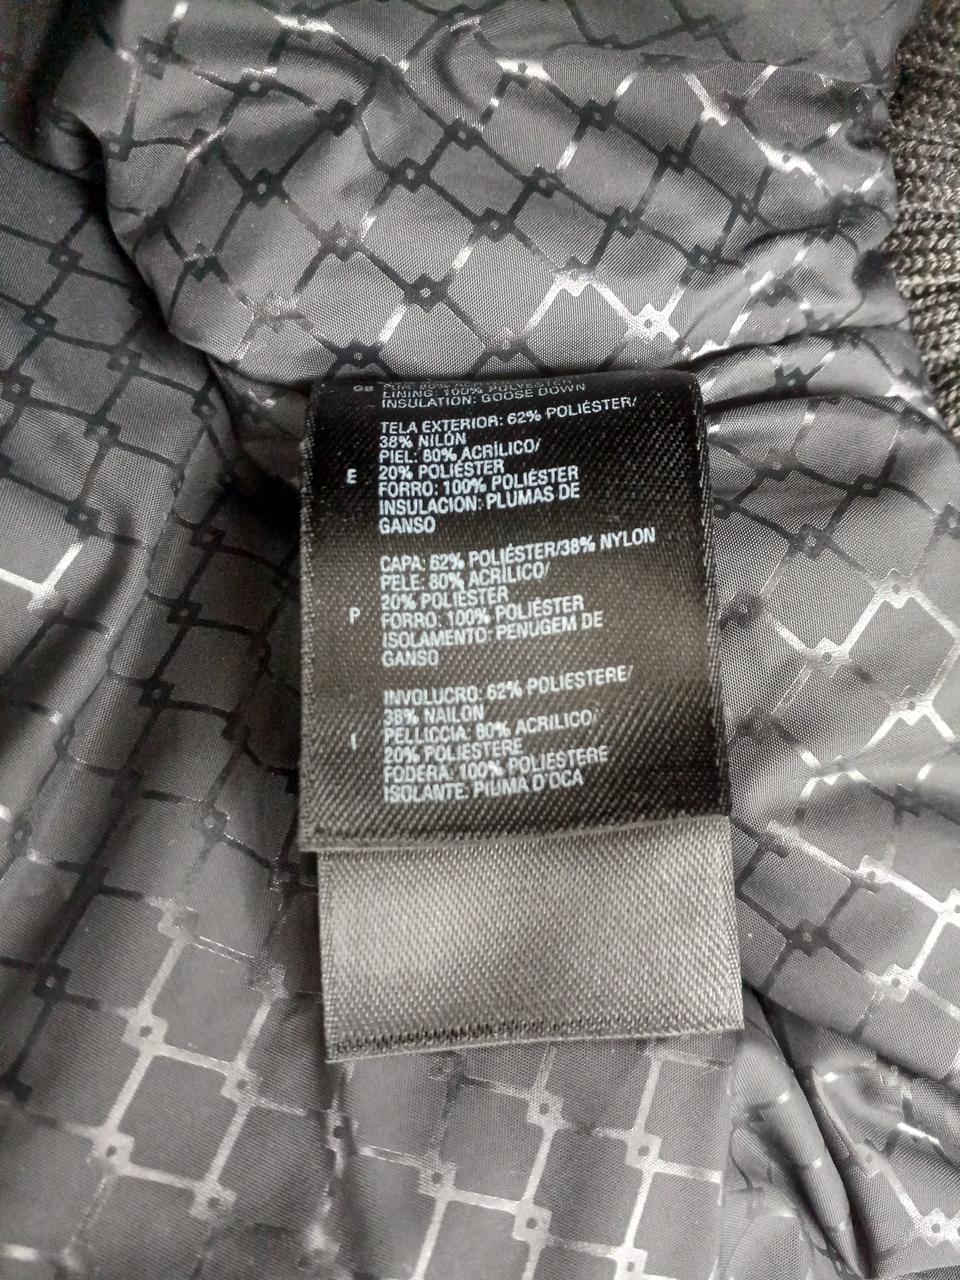 GB
LINING: 100% POLYESTER
INSULATION: GOOSE DOWN
TELA EXTERIOR: 62% POLIÉSTER/
38% NILÓN
PIEL: 80% ACRÍLICO/
E 20% POLIÉSTER
FORRO: 100% POLIÉSTER
INSULACIÓN: PLUMAS DE
GANSO
CAPA: 62% POLIÉSTER/38% NYLON
PELE: 80% ACRÍLICO/
20% POLIÉSTER
P FORRO: 100% POLIÉSTER
ISOLAMENTO: PENUGEM DE
GANSO
INVOLUCRO: 62% POLIESTERE/
38% NAILON
I PELLICCIA: 80% ACRILICO/
20% POLIESTERE
FODERA: 100% POLIESTERE
ISOLANTE: PIUMA D'OCA